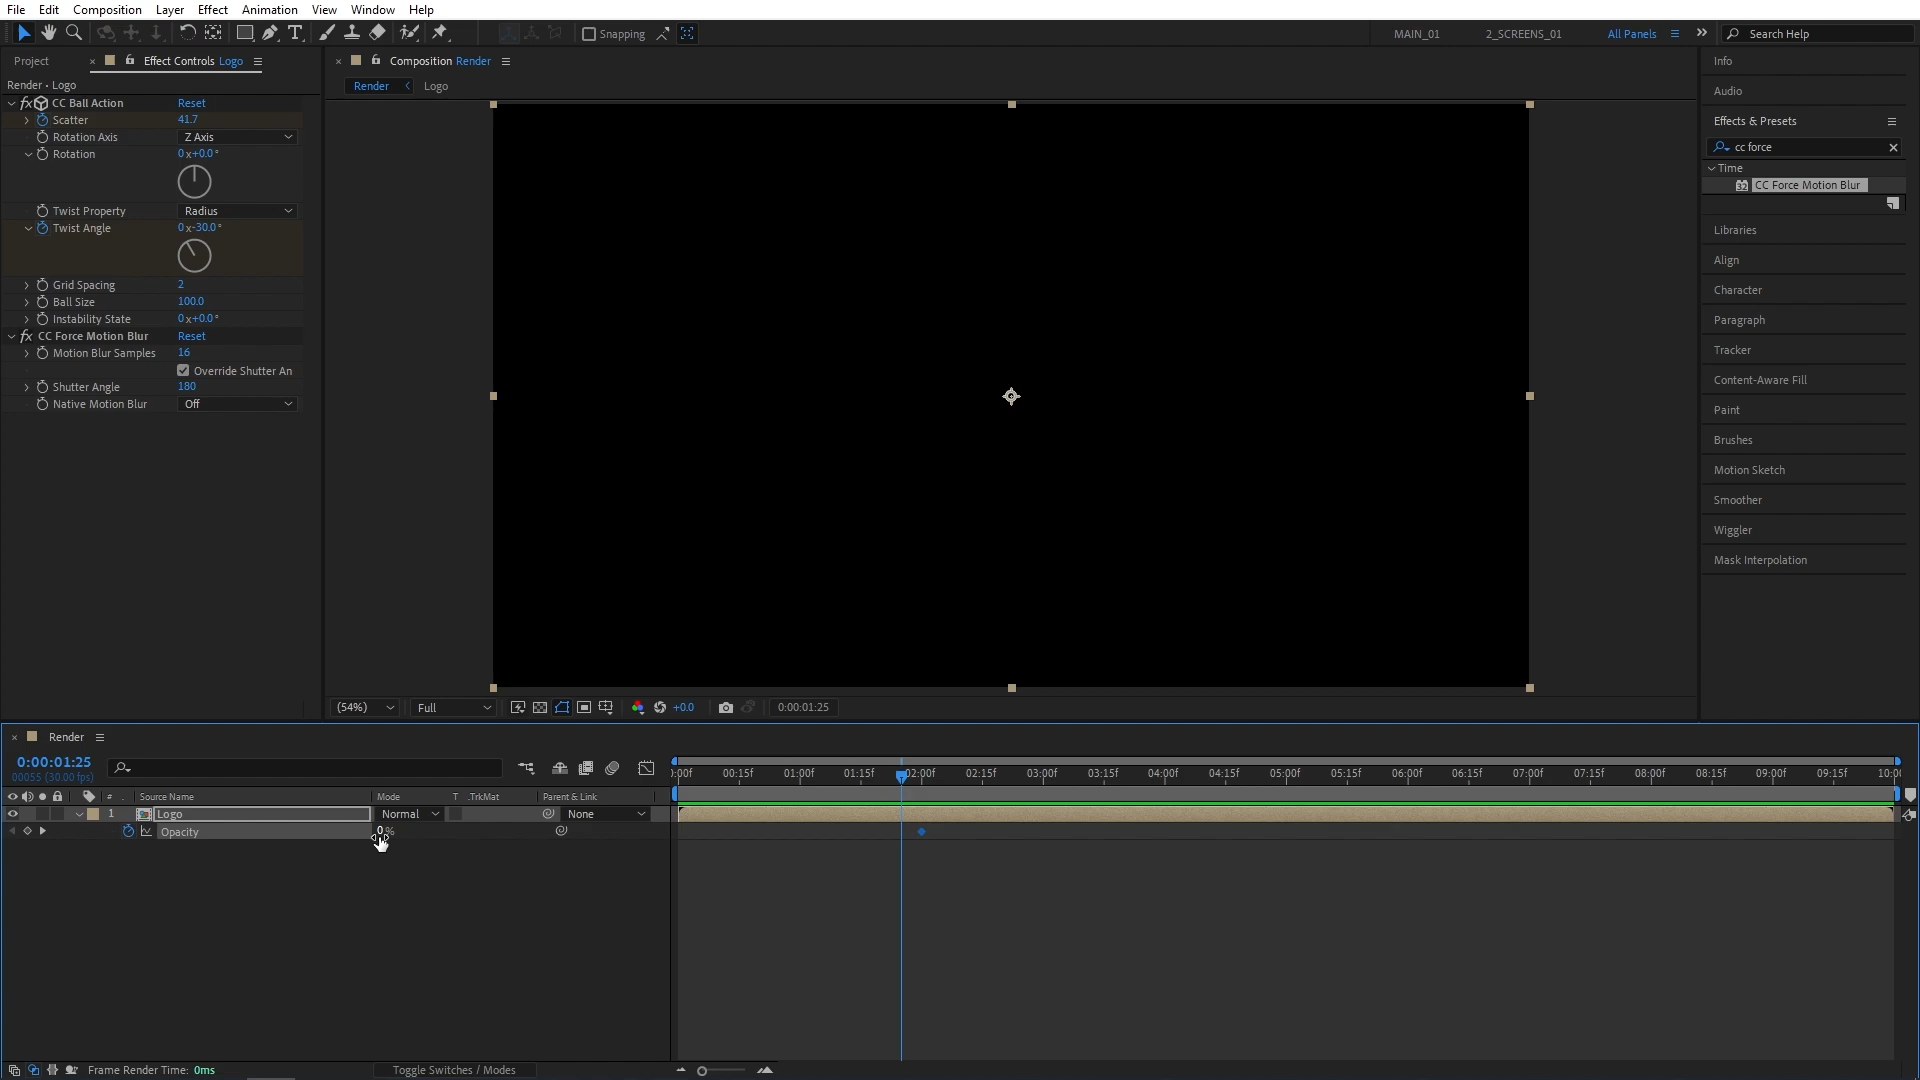 File Edit Composition Layer Effect Animation View Window Help
Snapping MAIN_01 2_SCREENS_01 All Panels Search Help
Project Effect Controls Logo
Render • Logo
CC Ball Action Reset
Scatter 41.7
Rotation Axis Z Axis
Rotation 0x+0.0°
Twist Property Radius
Twist Angle 0x-30.0°
Grid Spacing 2
Ball Size 100.0
Instability State 0x+0.0°
CC Force Motion Blur Reset
Motion Blur Samples 16
Override Shutter An
Shutter Angle 180
Native Motion Blur Off
Composition Render
Render Logo
(54%) Full +0.0 0:00:01:25
Info
Audio
Effects & Presets
cc force
Time
32 CC Force Motion Blur
Libraries
Align
Character
Paragraph
Tracker
Content-Aware Fill
Paint
Brushes
Motion Sketch
Smoother
Wiggler
Mask Interpolation
Render
0:00:01:25
00055 (30.00 fps)
:00f 00:15f 01:00f 01:15f 02:00f 02:15f 03:00f 03:15f 04:00f 04:15f 05:00f 05:15f 06:00f 06:15f 07:00f 07:15f 08:00f 08:15f 09:00f 09:15f 10:0
# Source Name Mode T .TrkMat Parent & Link
1 Logo Normal None
Opacity 0%
Frame Render Time: 0ms Toggle Switches / Modes